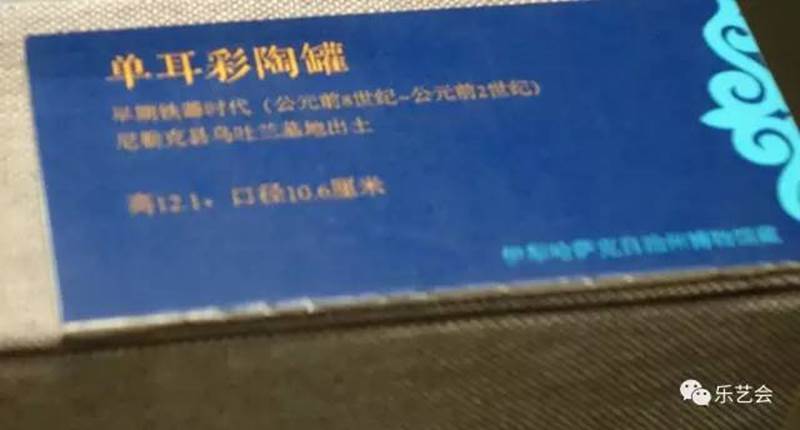 单耳彩陶罐
早期铁器时代（公元前8世纪~公元前2世纪）
尼勒克县乌吐兰墓地出土
高12.1，口径10.6厘米
伊犁哈萨克自治州博物馆藏
乐艺会